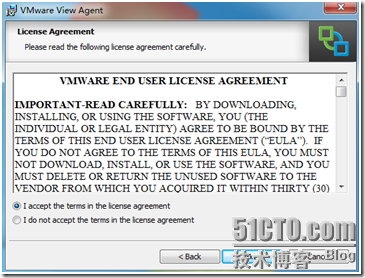 VMware View Agent
License Agreement
Please read the following license agreement carefully.
VMWARE END USER LICENSE AGREEMENT
IMPORTANT-READ CAREFULLY: BY DOWNLOADING,
INSTALLING, OR USING THE SOFTWARE, YOU (THE
INDIVIDUAL OR LEGAL ENTITY) AGREE TO BE BOUND BY THE
TERMS OF THIS END USER LICENSE AGREEMENT ("EULA"). IF
YOU DO NOT AGREE TO THE TERMS OF THIS EULA, YOU MUST
NOT DOWNLOAD, INSTALL, OR USE THE SOFTWARE, AND YOU
MUST DELETE OR RETURN THE UNUSED SOFTWARE TO THE
VENDOR FROM WHICH YOU ACQUIRED IT WITHIN THIRTY (30)
I accept the terms in the license agreement
I do not accept the terms in the license agreement
51CTO.com
技术博客 Blog
< Back